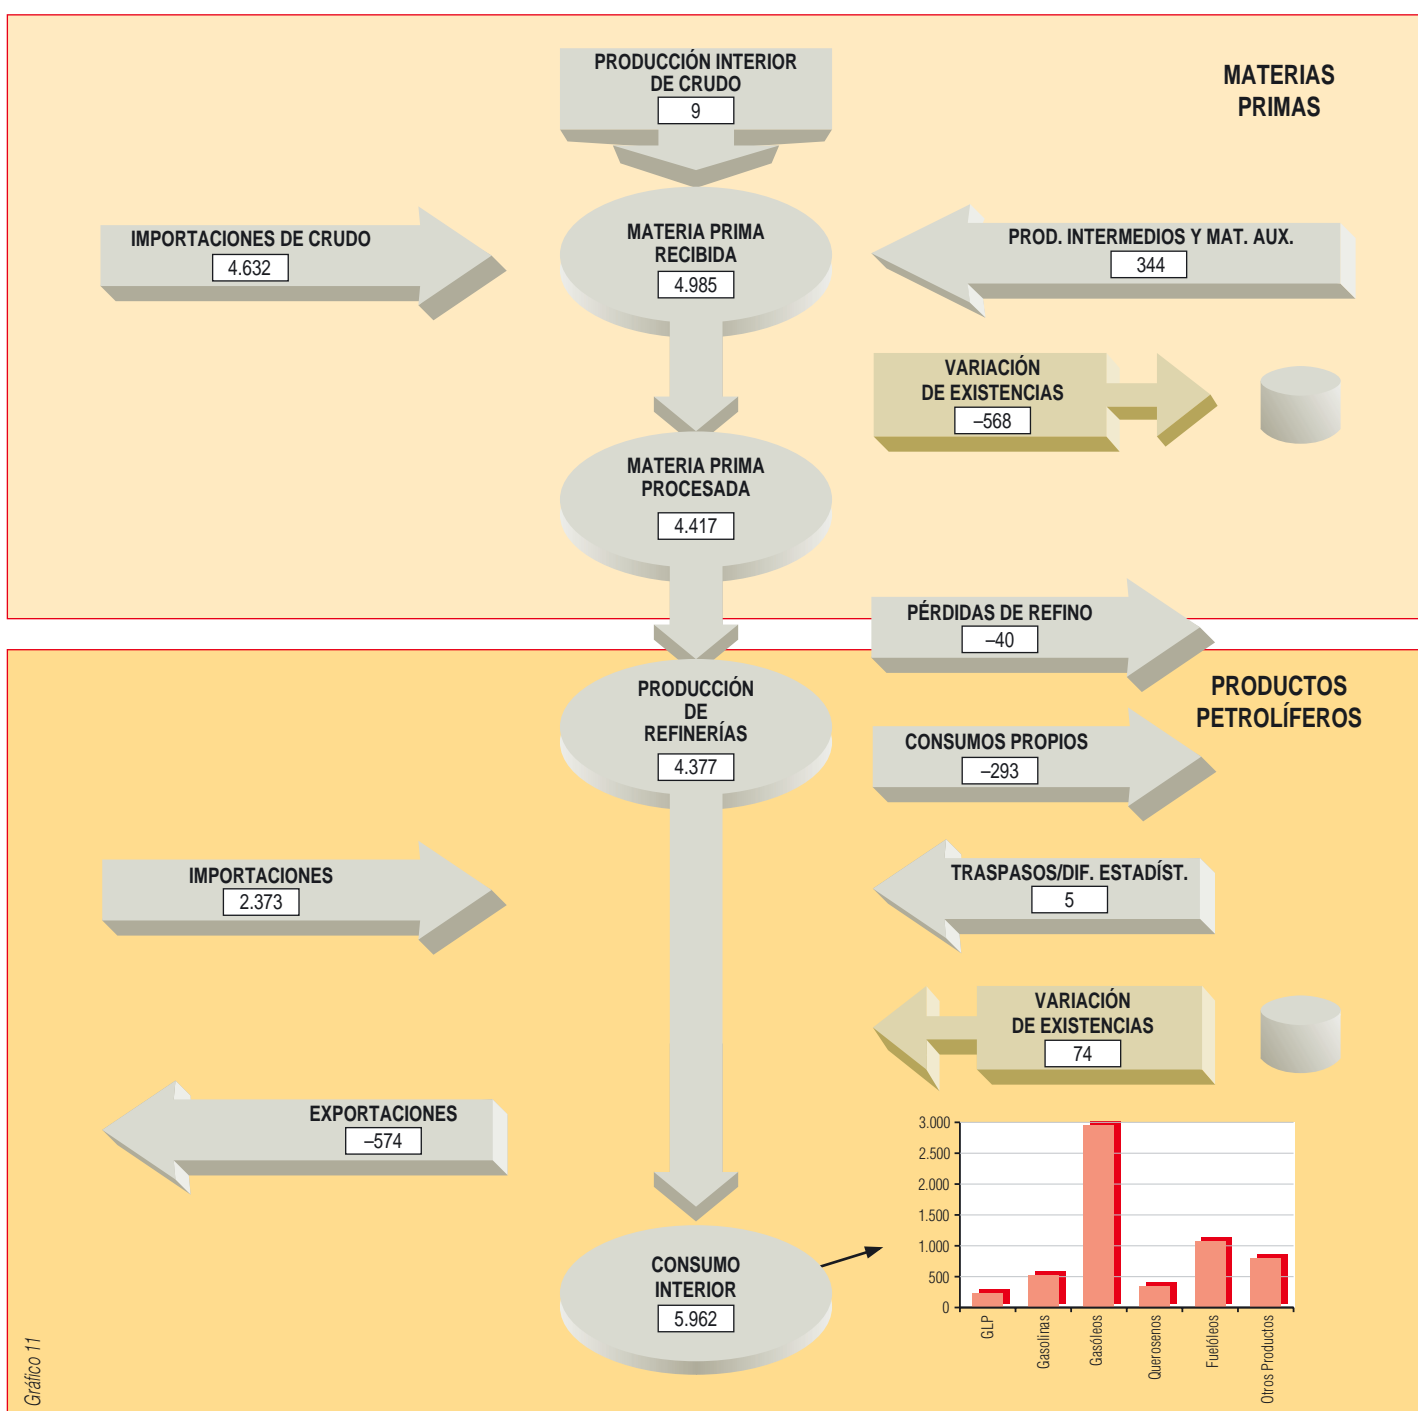 PRODUCCIÓN INTERIOR
DE CRUDO
9
MATERIAS
PRIMAS
IMPORTACIONES DE CRUDO
4.632
MATERIA PRIMA
RECIBIDA
4.985
PROD. INTERMEDIOS Y MAT. AUX.
344
VARIACIÓN
DE EXISTENCIAS
–568
MATERIA PRIMA
PROCESADA
4.417
PÉRDIDAS DE REFINO
–40
PRODUCTOS
PETROLÍFEROS
PRODUCCIÓN
DE
REFINERÍAS
4.377
CONSUMOS PROPIOS
–293
IMPORTACIONES
2.373
TRASPASOS/DIF. ESTADÍST.
5
VARIACIÓN
DE EXISTENCIAS
74
EXPORTACIONES
–574
CONSUMO
INTERIOR
5.962
3.000
2.500
2.000
1.500
1.000
500
0
GLP
Gasolinas
Gasóleos
Querosenos
Fuelóleos
Otros Productos
Gráfico 11